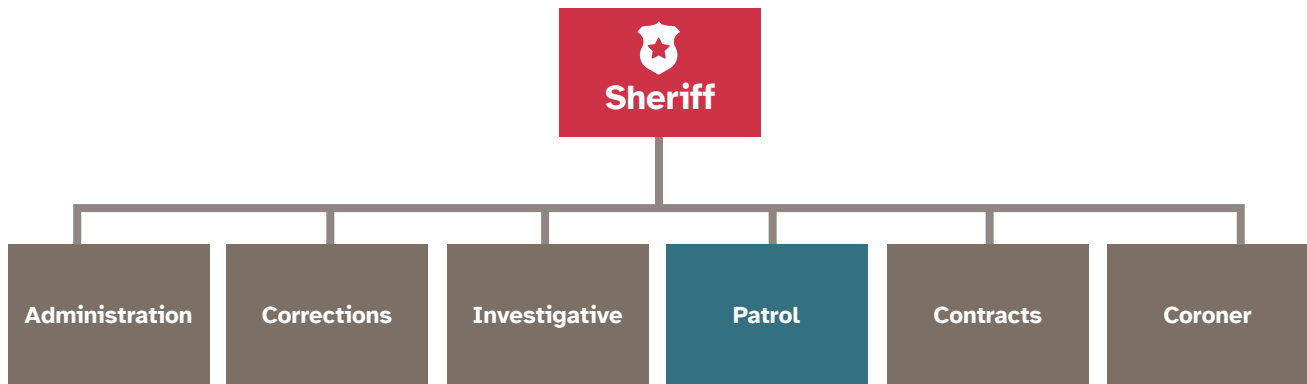 Sheriff
Administration
Corrections
Investigative
Patrol
Contracts
Coroner